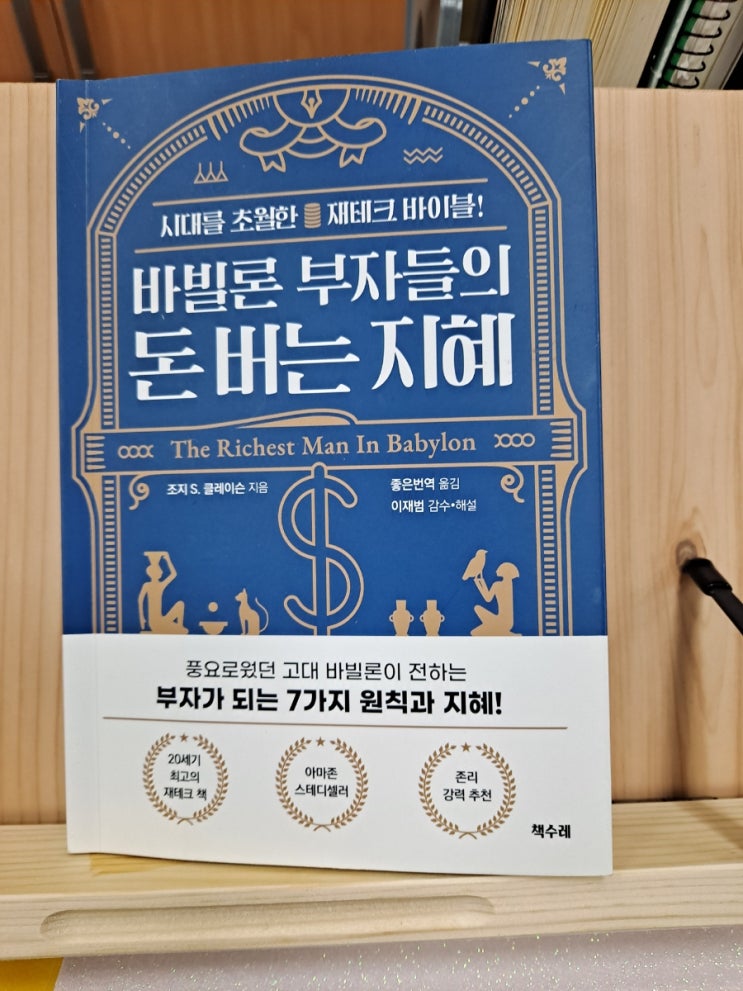 시대를 초월한 재테크 바이블!
바빌론 부자들의
돈 버는 지혜
The Richest Man In Babylon
조지 S. 클레이슨 지음
좋은번역 옮김
이재범 감수•해설
풍요로웠던 고대 바빌론이 전하는
부자가 되는 7가지 원칙과 지혜!
20세기
최고의
재테크 책
아마존
스테디셀러
존리
강력 추천
책수레